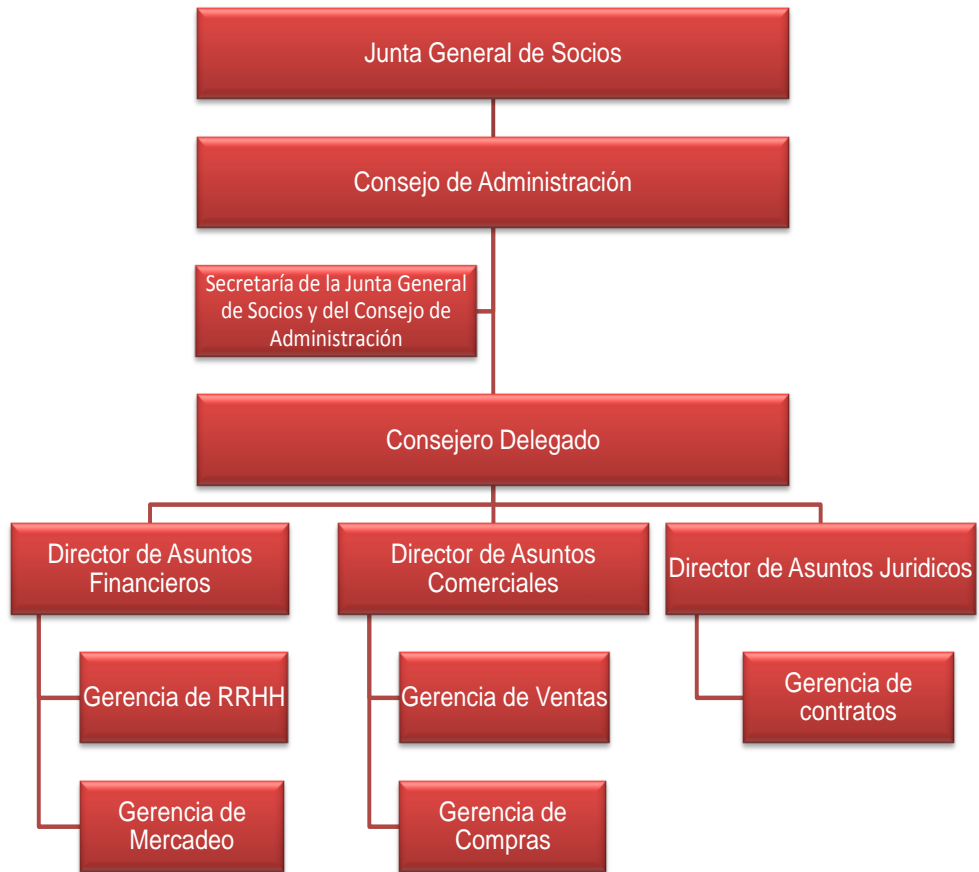 Junta General de Socios
Consejo de Administración
Secretaría de la Junta General
de Socios y del Consejo de
Administración
Consejero Delegado
Director de Asuntos
Financieros
Director de Asuntos
Comerciales
Director de Asuntos Juridicos
Gerencia de RRHH
Gerencia de Ventas
Gerencia de
contratos
Gerencia de
Mercadeo
Gerencia de
Compras